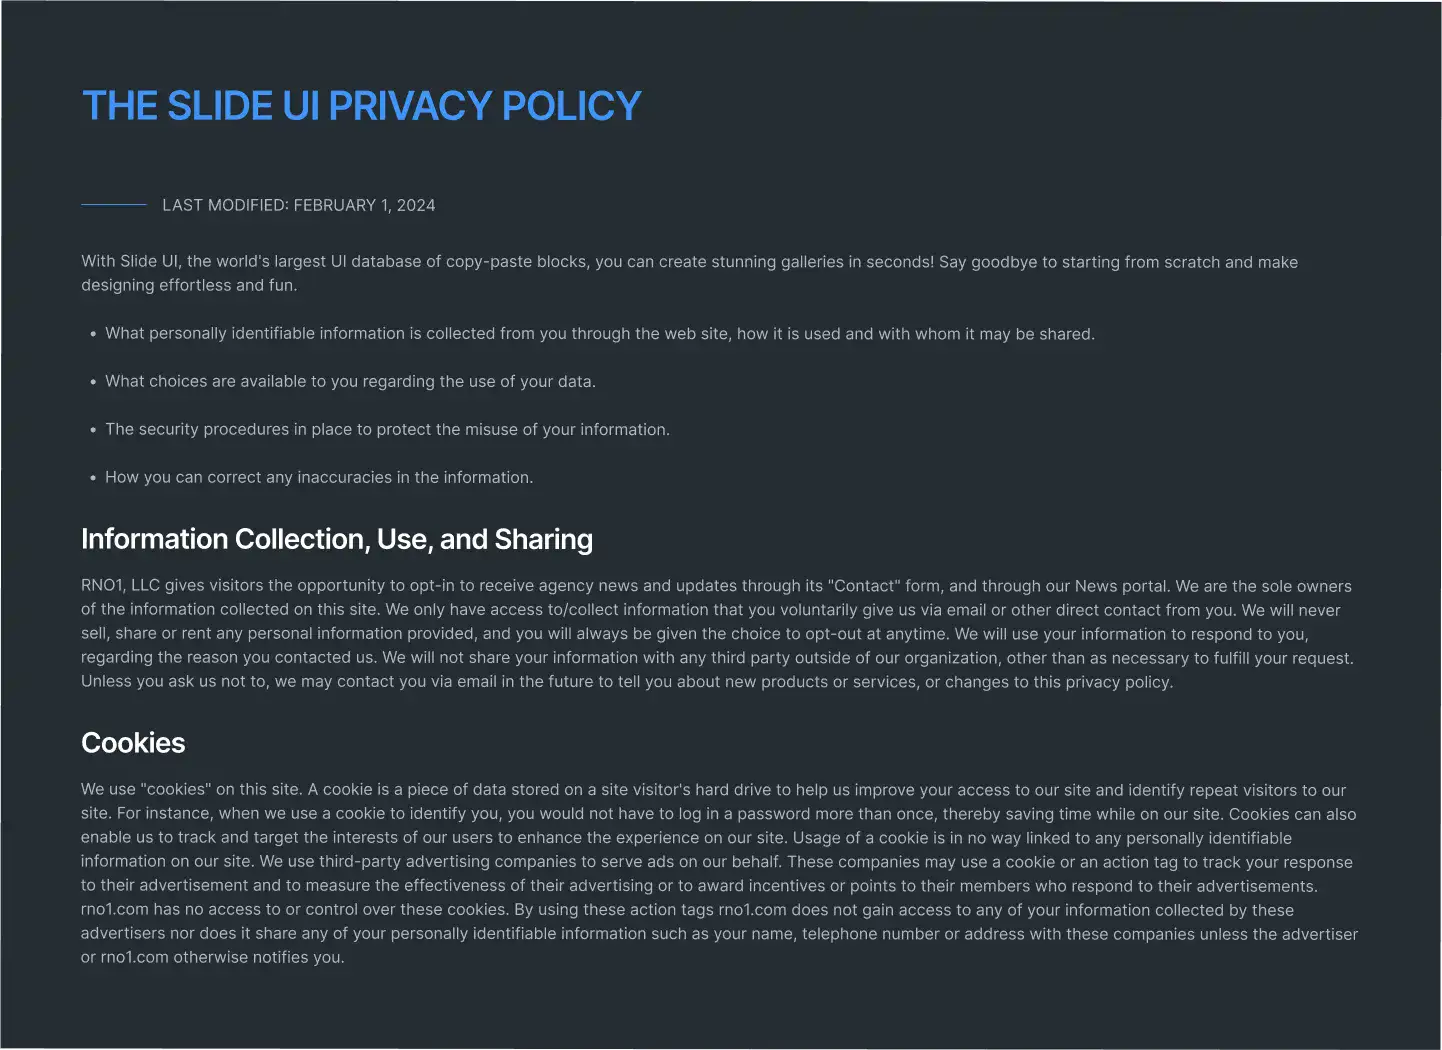 THE SLIDE UI PRIVACY POLICY
LAST MODIFIED: FEBRUARY 1, 2024
With Slide UI, the world's largest UI database of copy-paste blocks, you can create stunning galleries in seconds! Say goodbye to starting from scratch and make
designing effortless and fun.
• What personally identifiable information is collected from you through the web site, how it is used and with whom it may be shared.
• What choices are available to you regarding the use of your data.
• The security procedures in place to protect the misuse of your information.
• How you can correct any inaccuracies in the information.
Information Collection, Use, and Sharing
RNO1, LLC gives visitors the opportunity to opt-in to receive agency news and updates through its "Contact" form, and through our News portal. We are the sole owners
of the information collected on this site. We only have access to/collect information that you voluntarily give us via email or other direct contact from you. We will never
sell, share or rent any personal information provided, and you will always be given the choice to opt-out at anytime. We will use your information to respond to you,
regarding the reason you contacted us. We will not share your information with any third party outside of our organization, other than as necessary to fulfill your request.
Unless you ask us not to, we may contact you via email in the future to tell you about new products or services, or changes to this privacy policy.
Cookies
We use "cookies" on this site. A cookie is a piece of data stored on a site visitor's hard drive to help us improve your access to our site and identify repeat visitors to our
site. For instance, when we use a cookie to identify you, you would not have to log in a password more than once, thereby saving time while on our site. Cookies can also
enable us to track and target the interests of our users to enhance the experience on our site. Usage of a cookie is in no way linked to any personally identifiable
information on our site. We use third-party advertising companies to serve ads on our behalf. These companies may use a cookie or an action tag to track your response
to their advertisement and to measure the effectiveness of their advertising or to award incentives or points to their members who respond to their advertisements.
rno1.com has no access to or control over these cookies. By using these action tags rno1.com does not gain access to any of your information collected by these
advertisers nor does it share any of your personally identifiable information such as your name, telephone number or address with these companies unless the advertiser
or rno1.com otherwise notifies you.